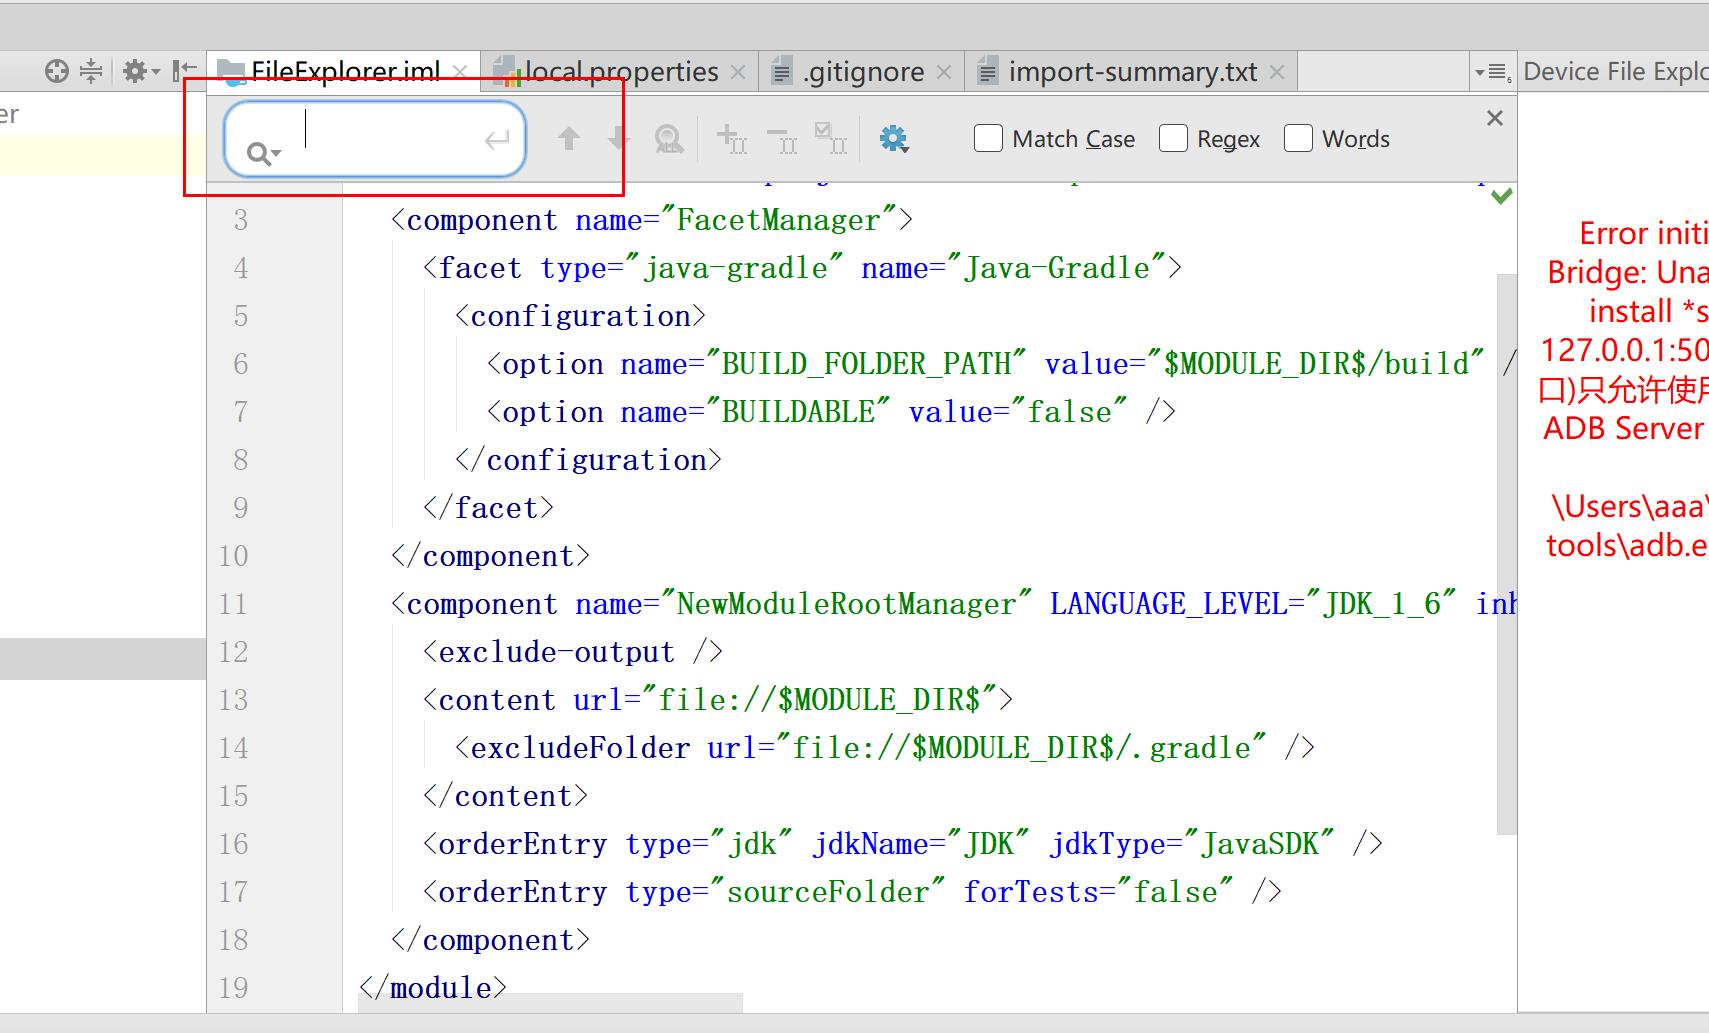 er
FileExplorer.iml
local.properties
.gitignore
import-summary.txt
6
Device File Explo
ALL
Match Case
Regex
Words
3 <component name="FacetManager">
4 <facet type="java-gradle" name="Java-Gradle">
5 <configuration>
6 <option name="BUILD_FOLDER_PATH" value="$MODULE_DIR$/build" /
7 <option name="BUILDABLE" value="false" />
8 </configuration>
9 </facet>
10 </component>
11 <component name="NewModuleRootManager" LANGUAGE_LEVEL="JDK_1_6" inh
12 <exclude-output />
13 <content url="file://$MODULE_DIR$">
14 <excludeFolder url="file://$MODULE_DIR$/.gradle" />
15 </content>
16 <orderEntry type="jdk" jdkName="JDK" jdkType="JavaSDK" />
17 <orderEntry type="sourceFolder" forTests="false" />
18 </component>
19 </module>
Error initi
Bridge: Una
install *s
127.0.0.1:50
口)只允许使用
ADB Server
\Users\aaa\
tools\adb.e